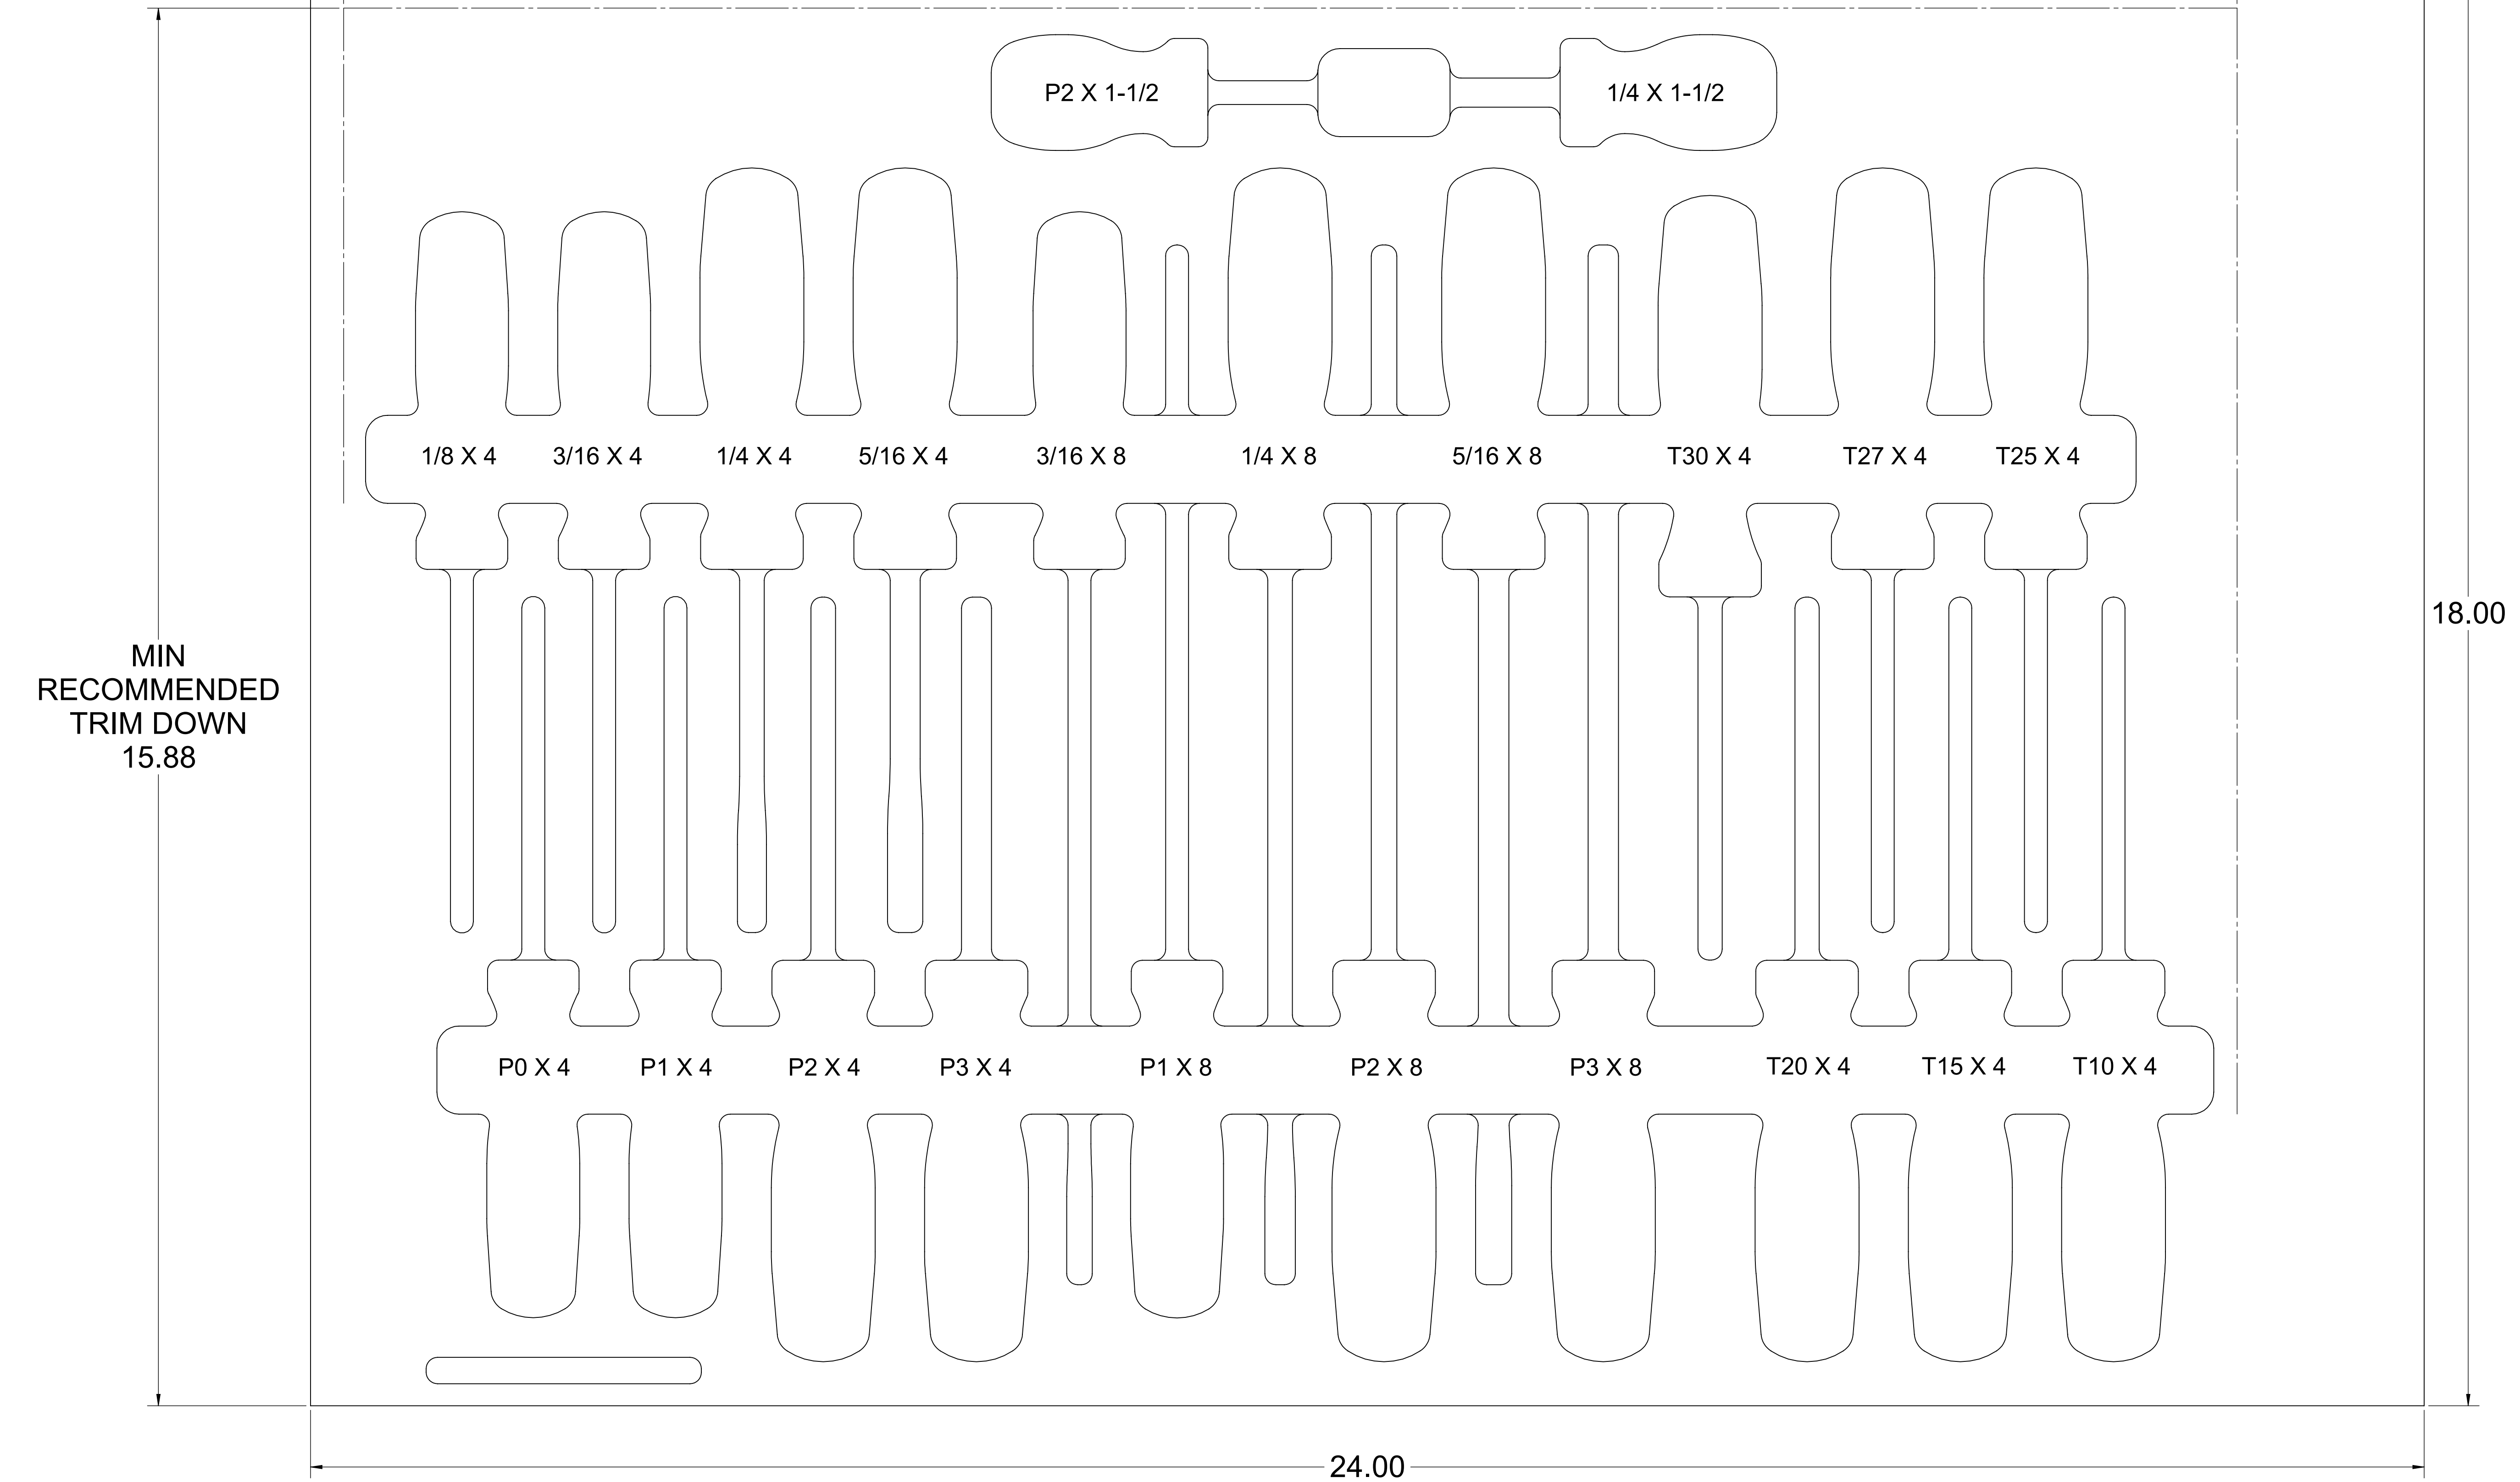 P2 X 1-1/2
1/4 X 1-1/2
1/8 X 4
3/16 X 4
1/4 X 4
5/16 X 4
3/16 X 8
1/4 X 8
5/16 X 8
T30 X 4
T27 X 4
T25 X 4
18.00
MIN
RECOMMENDED
TRIM DOWN
15.88
P0 X 4
P1 X 4
P2 X 4
P3 X 4
P1 X 8
P2 X 8
P3 X 8
T20 X 4
T15 X 4
T10 X 4
24.00